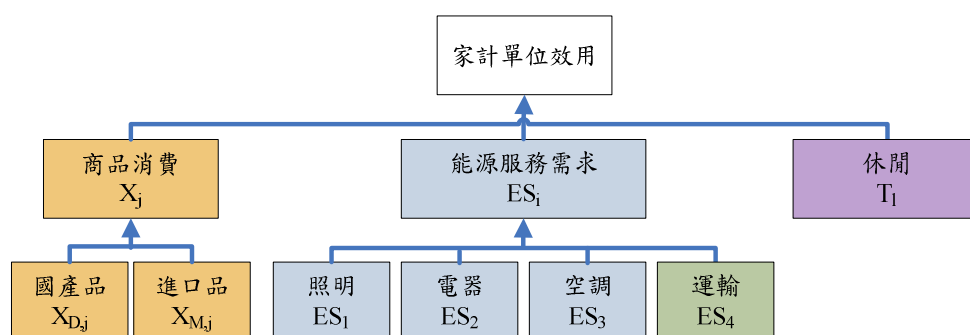 家計單位效用
商品消費
Xj
能源服務需求
ESi
休閒
Tl
國產品
XD,j
進口品
XM,j
照明
ES1
電器
ES2
空調
ES3
運輸
ES4